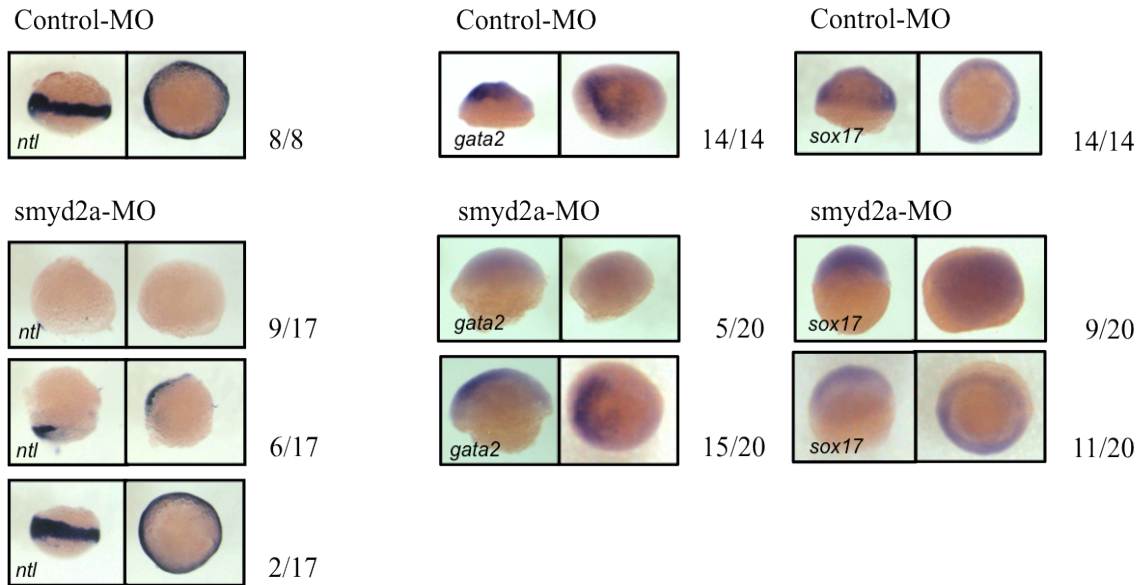 Control-MO
ntl
8/8
Control-MO
gata2
14/14
Control-MO
sox17
14/14
smyd2a-MO
ntl
9/17
ntl
6/17
ntl
2/17
smyd2a-MO
gata2
5/20
gata2
15/20
smyd2a-MO
sox17
9/20
sox17
11/20